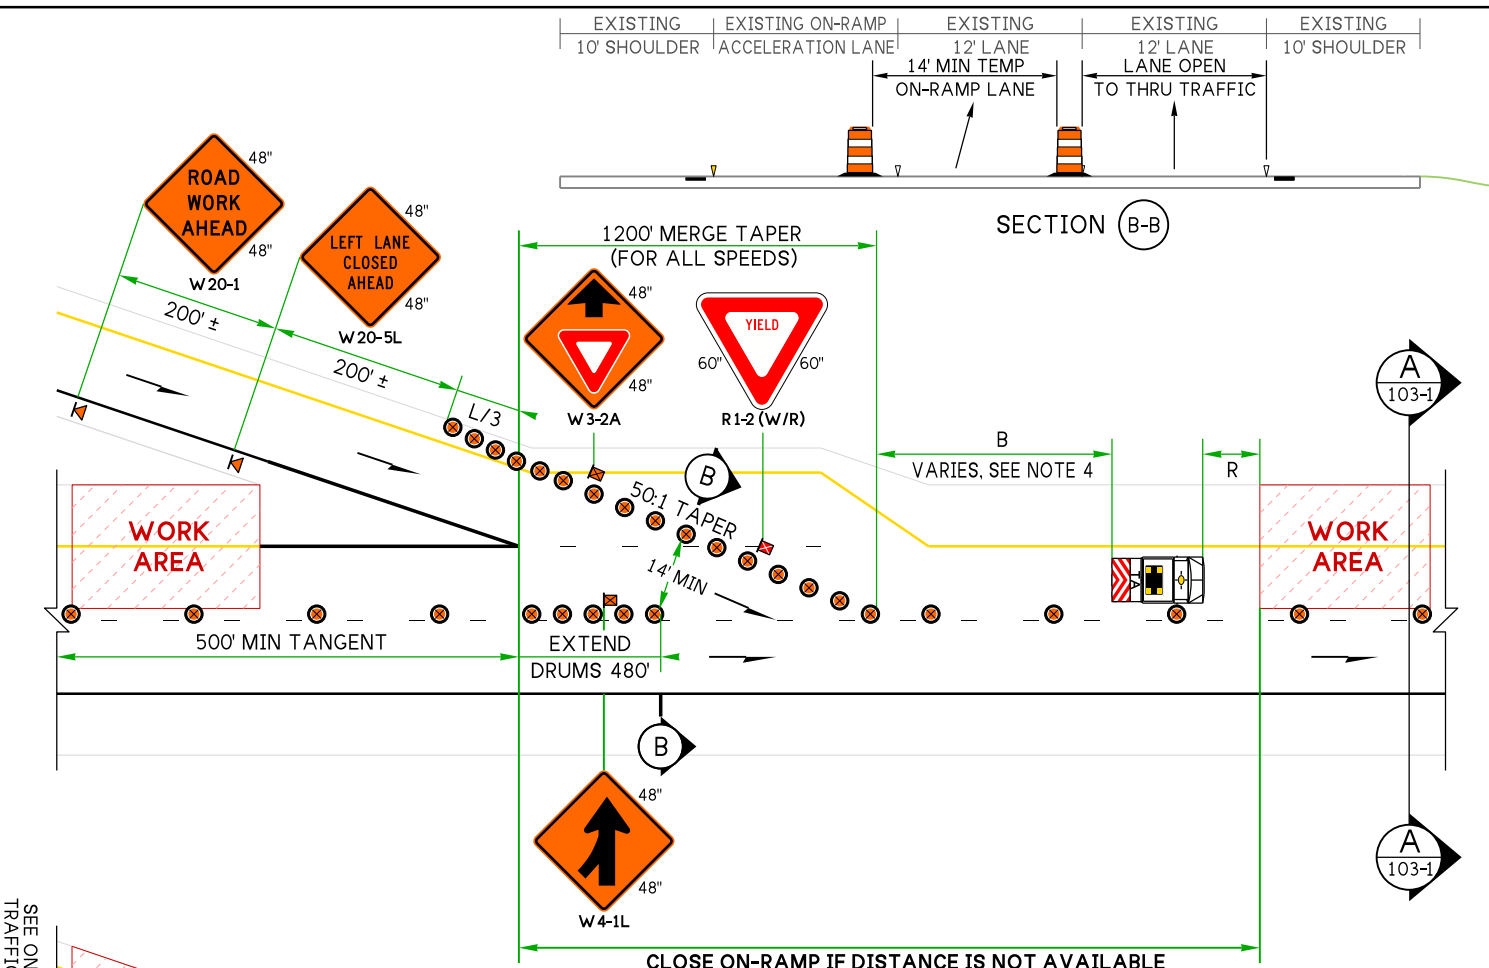 EXISTING
10' SHOULDER
EXISTING ON-RAMP
ACCELERATION LANE
EXISTING
12' LANE
EXISTING
12' LANE
EXISTING
10' SHOULDER
14' MIN TEMP
ON-RAMP LANE
LANE OPEN
TO THRU TRAFFIC
SECTION B-B
ROAD
WORK
AHEAD
48"
48"
W20-1
LEFT LANE
CLOSED
AHEAD
48"
48"
W20-5L
200' ±
200' ±
L/3
1200' MERGE TAPER
(FOR ALL SPEEDS)
48"
48"
W3-2A
YIELD
60"
60"
R1-2 (W/R)
A
103-1
B
VARIES, SEE NOTE 4
R
B
50:1 TAPER
14' MIN
WORK
AREA
WORK
AREA
TA
500' MIN TANGENT
EXTEND
DRUMS 480'
B
48"
48"
W4-1L
A
103-1
SEE ON
TRAFFIC
CLOSE ON-RAMP IF DISTANCE IS NOT AVAILABLE